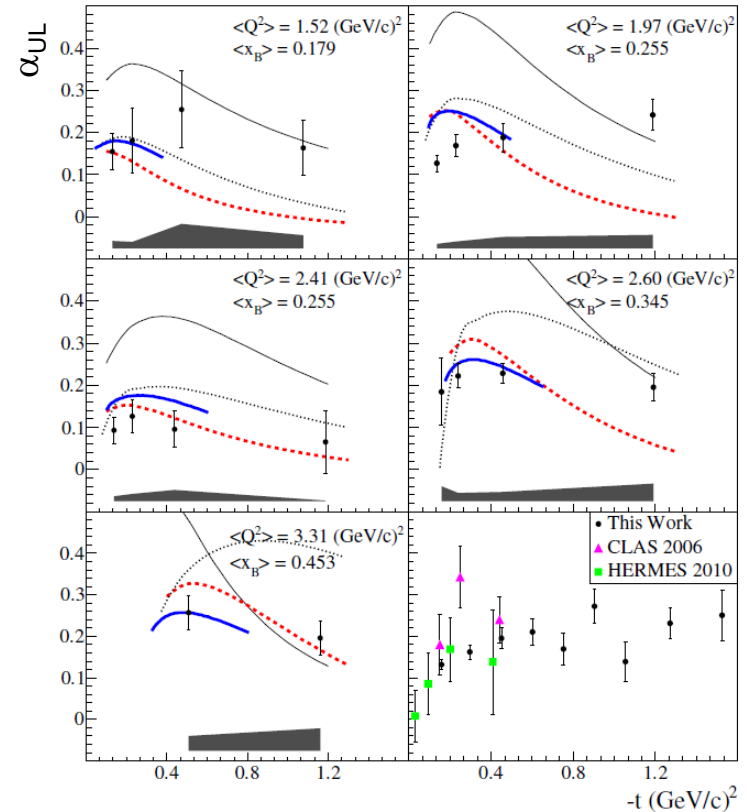 α_UL
<Q²> = 1.52 (GeV/c)²
<x_B> = 0.179
<Q²> = 1.97 (GeV/c)²
<x_B> = 0.255
0.4
0.3
0.2
0.1
0
<Q²> = 2.41 (GeV/c)²
<x_B> = 0.255
<Q²> = 2.60 (GeV/c)²
<x_B> = 0.345
0.4
0.3
0.2
0.1
0
<Q²> = 3.31 (GeV/c)²
<x_B> = 0.453
This Work
CLAS 2006
HERMES 2010
0.4
0.3
0.2
0.1
0
0.4 0.8 1.2 0.4 0.8 1.2
-t (GeV/c)²